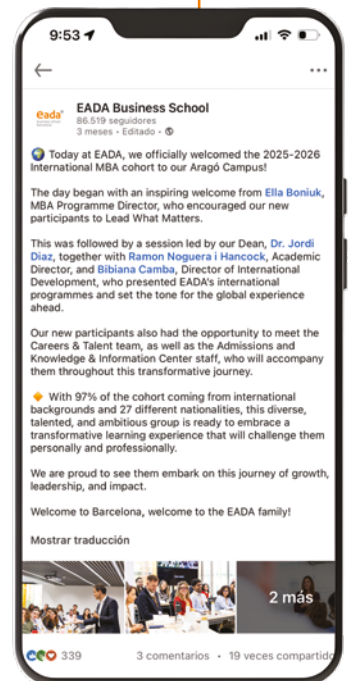 9:53
eada
EADA Business School
86.519 seguidores
3 meses • Editado •
Today at EADA, we officially welcomed the 2025-2026
International MBA cohort to our Aragó Campus!
The day began with an inspiring welcome from Ella Boniuk,
MBA Programme Director, who encouraged our new
participants to Lead What Matters.
This was followed by a session led by our Dean, Dr. Jordi
Diaz, together with Ramon Noguera i Hancock, Academic
Director, and Bibiana Camba, Director of International
Development, who presented EADA's international
programmes and set the tone for the global experience
ahead.
Our new participants also had the opportunity to meet the
Careers & Talent team, as well as the Admissions and
Knowledge & Information Center staff, who will accompany
them throughout this transformative journey.
With 97% of the cohort coming from international
backgrounds and 27 different nationalities, this diverse,
talented, and ambitious group is ready to embrace a
transformative learning experience that will challenge them
personally and professionally.
We are proud to see them embark on this journey of growth,
leadership, and impact.
Welcome to Barcelona, welcome to the EADA family!
Mostrar traducción
2 más
339 3 comentarios • 19 veces compartido